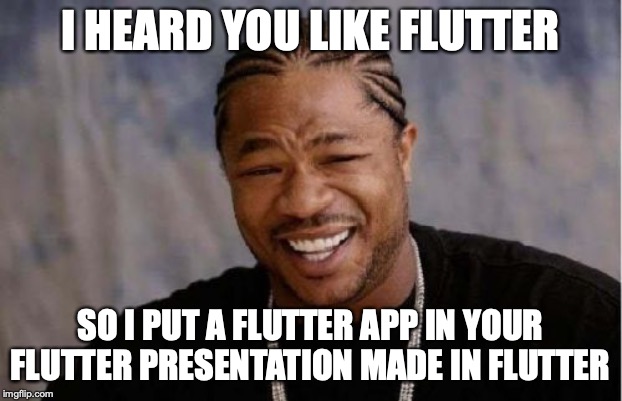 I HEARD YOU LIKE FLUTTER
SO I PUT A FLUTTER APP IN YOUR
FLUTTER PRESENTATION MADE IN FLUTTER
imgflip.com